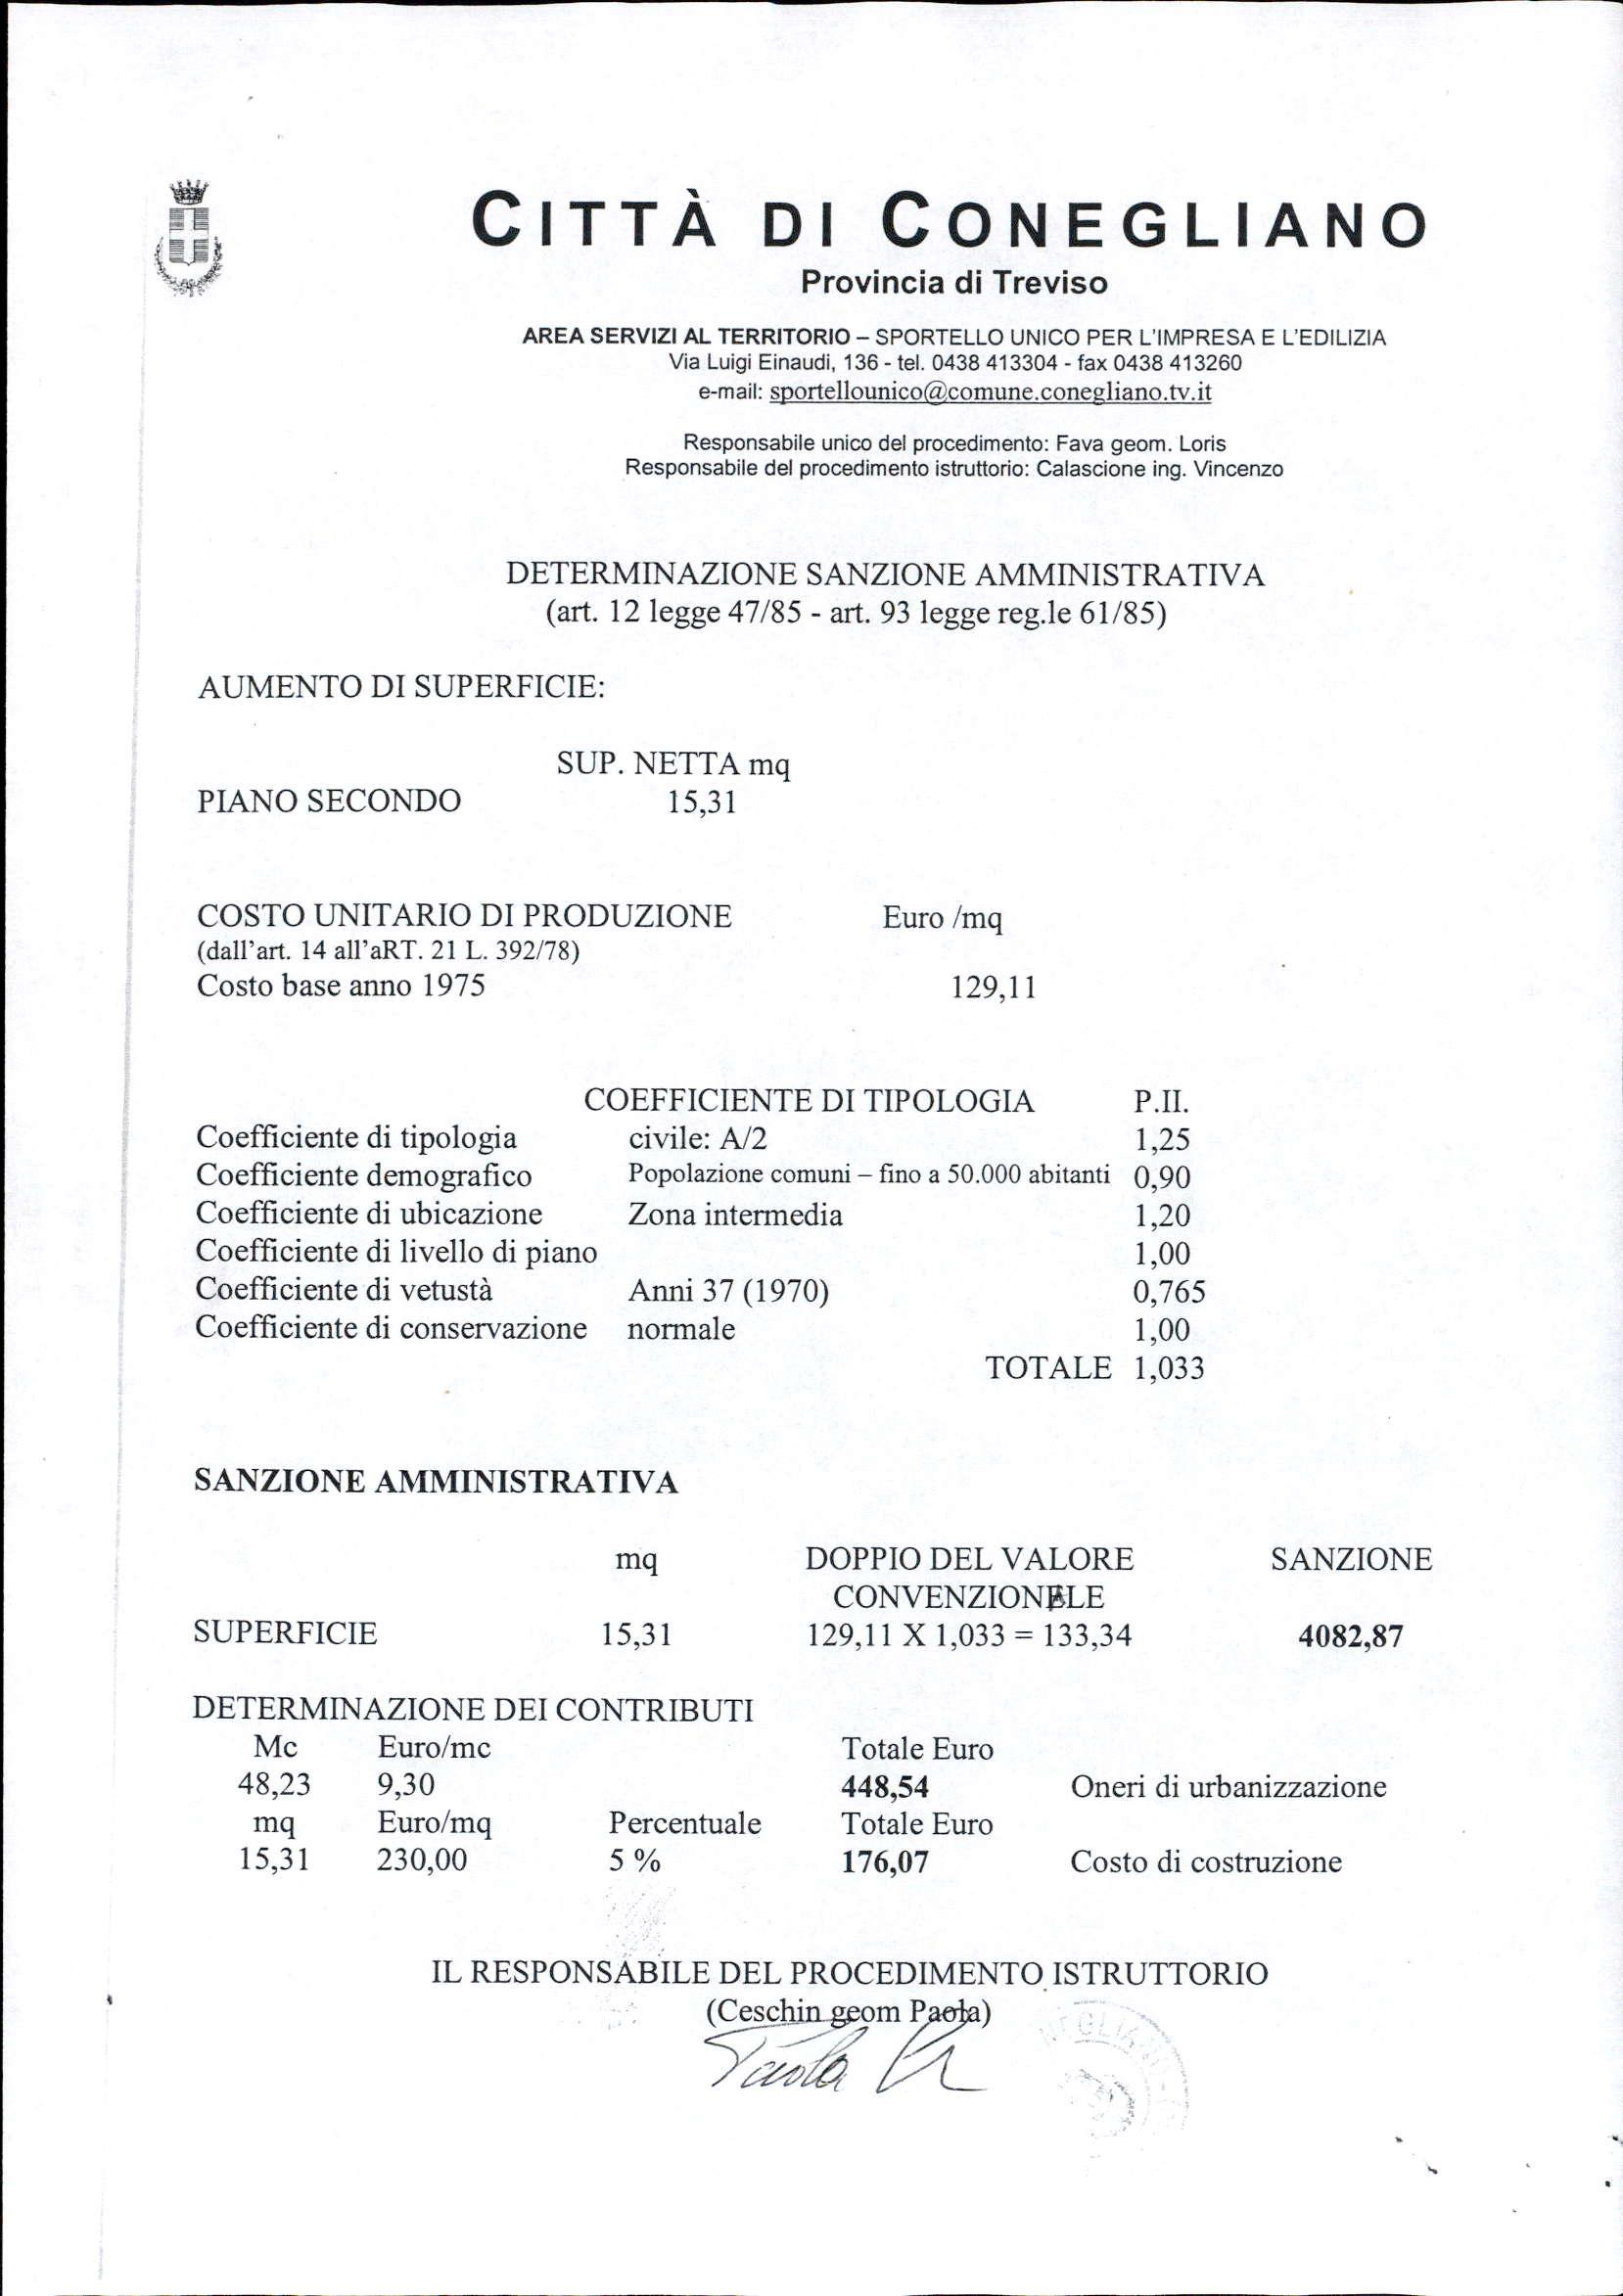 CITTÀ DI CONEGLIANO
Provincia di Treviso
AREA SERVIZI AL TERRITORIO – SPORTELLO UNICO PER L'IMPRESA E L'EDILIZIA
Via Luigi Einaudi, 136 - tel. 0438 413304 - fax 0438 413260
e-mail: sportellounico@comune.conegliano.tv.it
Responsabile unico del procedimento: Fava geom. Loris
Responsabile del procedimento istruttorio: Calascione ing. Vincenzo
DETERMINAZIONE SANZIONE AMMINISTRATIVA
(art. 12 legge 47/85 - art. 93 legge reg.le 61/85)
AUMENTO DI SUPERFICIE:
SUP. NETTA mq
PIANO SECONDO 15,31
COSTO UNITARIO DI PRODUZIONE Euro /mq
(dall'art. 14 all'aRT. 21 L. 392/78)
Costo base anno 1975 129,11
COEFFICIENTE DI TIPOLOGIA P.II.
Coefficiente di tipologia civile: A/2 1,25
Coefficiente demografico Popolazione comuni – fino a 50.000 abitanti 0,90
Coefficiente di ubicazione Zona intermedia 1,20
Coefficiente di livello di piano 1,00
Coefficiente di vetustà Anni 37 (1970) 0,765
Coefficiente di conservazione normale 1,00
TOTALE 1,033
SANZIONE AMMINISTRATIVA
mq DOPPIO DEL VALORE SANZIONE
CONVENZIONALE
SUPERFICIE 15,31 129,11 X 1,033 = 133,34 4082,87
DETERMINAZIONE DEI CONTRIBUTI
Mc Euro/mc Totale Euro
48,23 9,30 448,54 Oneri di urbanizzazione
mq Euro/mq Percentuale Totale Euro
15,31 230,00 5 % 176,07 Costo di costruzione
IL RESPONSABILE DEL PROCEDIMENTO ISTRUTTORIO
(Ceschin geom Paola)
Paola